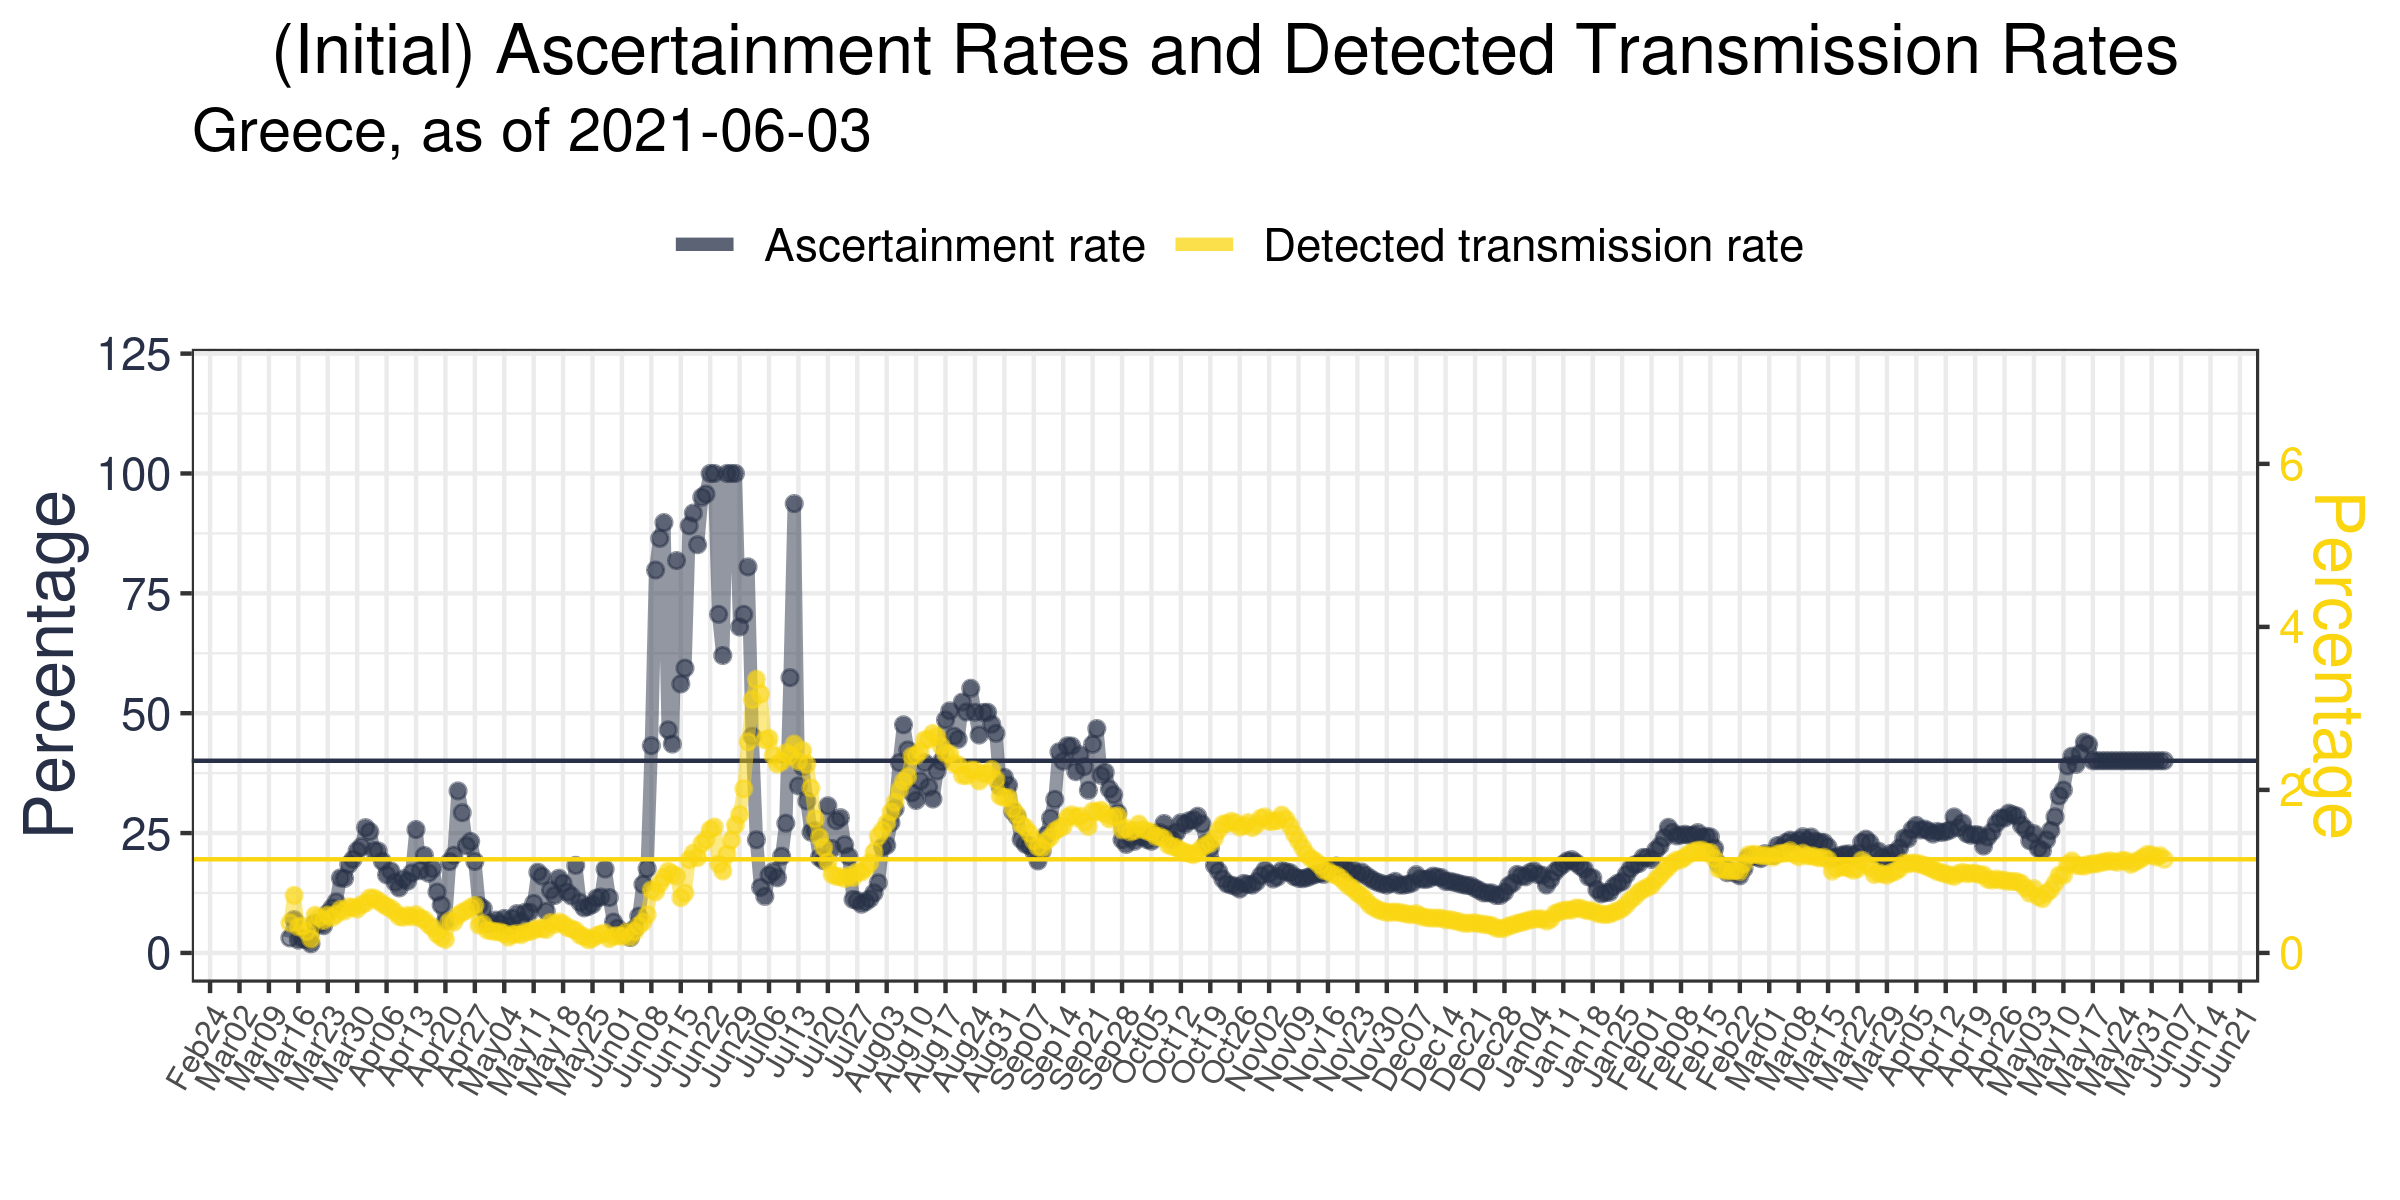 (Initial) Ascertainment Rates and Detected Transmission Rates
Greece, as of 2021-06-03
Ascertainment rate
Detected transmission rate
Percentage
125
100
75
50
25
0
6
4
2
0
Percentage
Feb24
Mar02
Mar09
Mar16
Mar23
Mar30
Apr06
Apr13
Apr20
Apr27
May04
May11
May18
May25
Jun01
Jun08
Jun15
Jun22
Jun29
Jul06
Jul13
Jul20
Jul27
Aug03
Aug10
Aug17
Aug24
Aug31
Sep07
Sep14
Sep21
Sep28
Oct05
Oct12
Oct19
Oct26
Nov02
Nov09
Nov16
Nov23
Nov30
Dec07
Dec14
Dec21
Dec28
Jan04
Jan11
Jan18
Jan25
Feb01
Feb08
Feb15
Feb22
Mar01
Mar08
Mar15
Mar22
Mar29
Apr05
Apr12
Apr19
Apr26
May03
May10
May17
May24
May31
Jun07
Jun14
Jun21